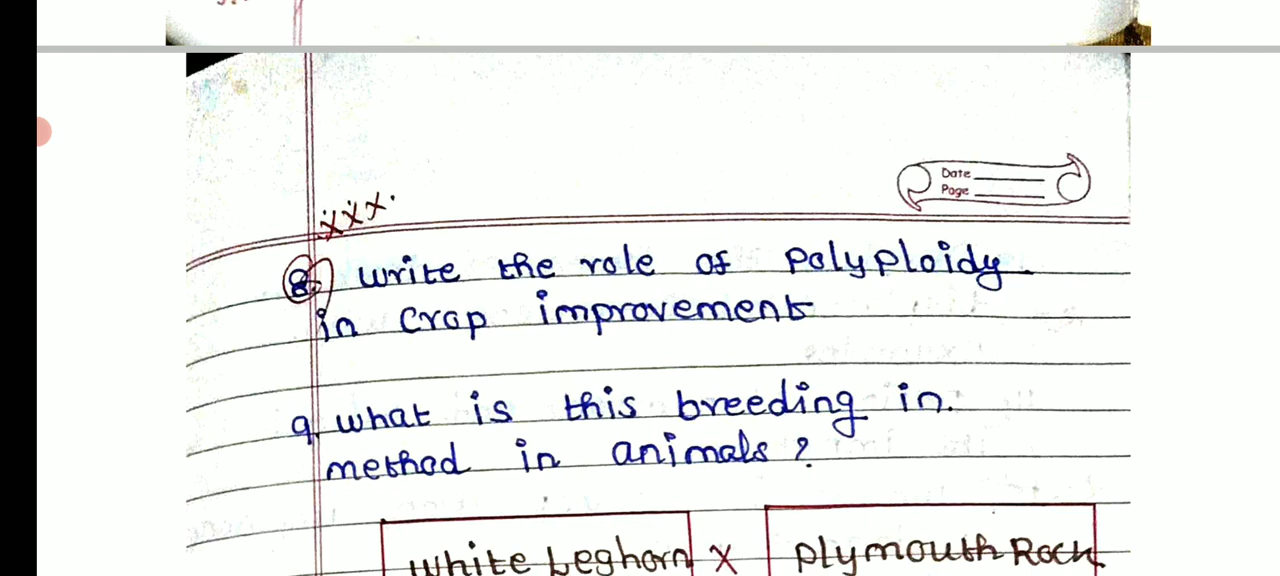 Date
Page
xxx.
8.) write the role of polyploidy
in crop improvement
9. what is this breeding in.
method in animals ?
white Leghorn x Plymouth Rock